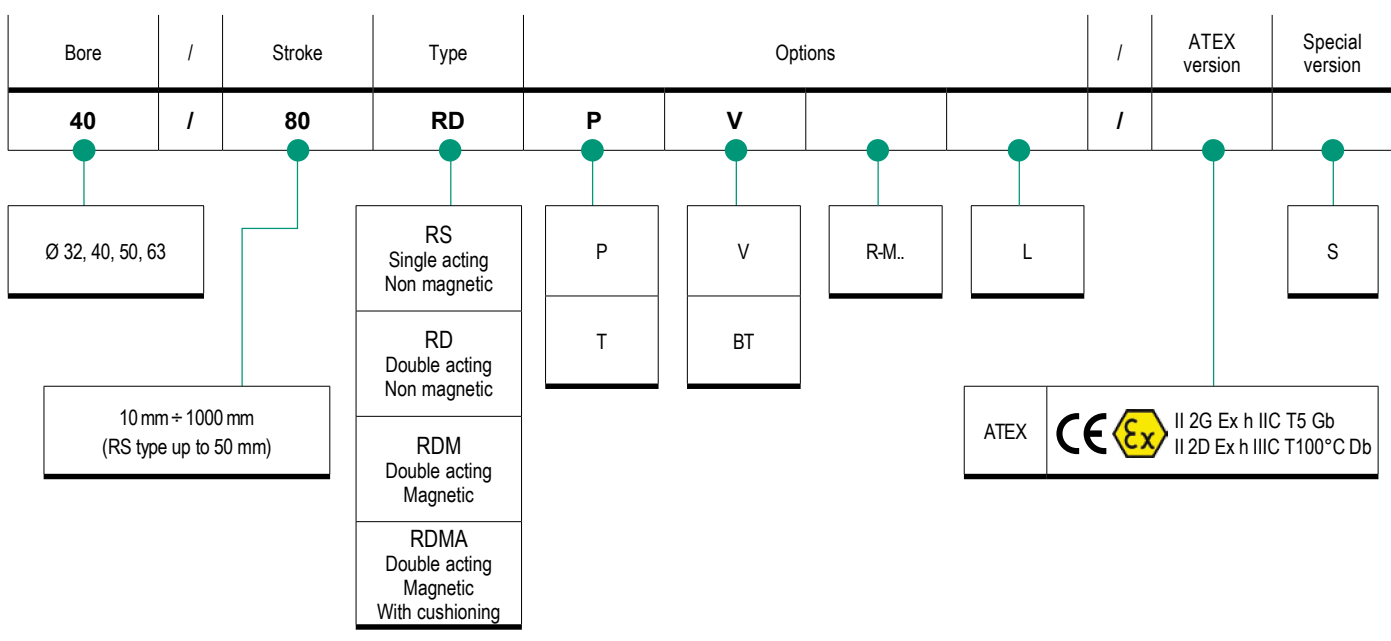 Bore / Stroke Type Options / ATEX version Special version
40 / 80 RD P V /
Ø 32, 40, 50, 63
10 mm ÷ 1000 mm
(RS type up to 50 mm)
RS
Single acting
Non magnetic
RD
Double acting
Non magnetic
RDM
Double acting
Magnetic
RDMA
Double acting
Magnetic
With cushioning
P
T
V
BT
R-M..
L
S
ATEX CE Ex II 2G Ex h IIC T5 Gb
II 2D Ex h IIIC T100°C Db